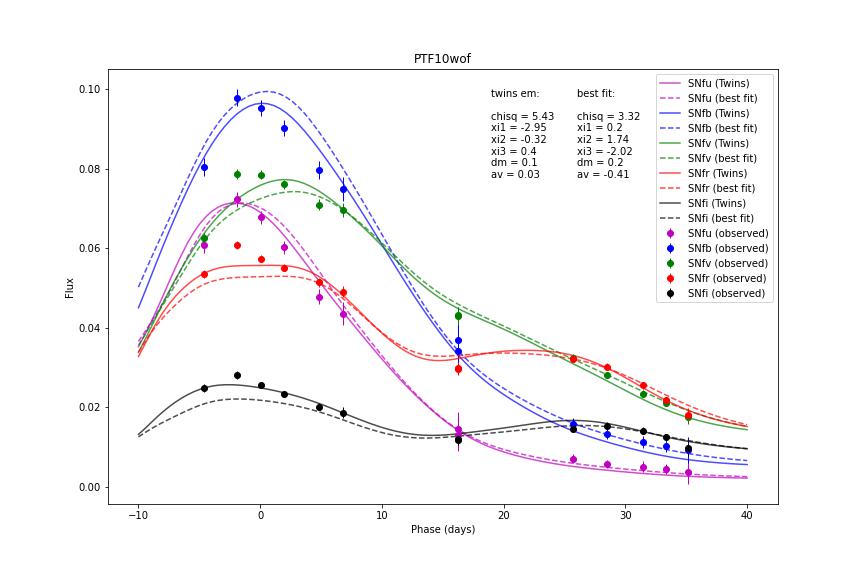 PTF10wof
twins em:
chisq = 5.43
xi1 = -2.95
xi2 = -0.32
xi3 = 0.4
dm = 0.1
av = 0.03
best fit:
chisq = 3.32
xi1 = 0.2
xi2 = 1.74
xi3 = -2.02
dm = 0.2
av = -0.41
SNfu (Twins)
SNfu (best fit)
SNfb (Twins)
SNfb (best fit)
SNfv (Twins)
SNfv (best fit)
SNfr (Twins)
SNfr (best fit)
SNfi (Twins)
SNfi (best fit)
SNfu (observed)
SNfb (observed)
SNfv (observed)
SNfr (observed)
SNfi (observed)
Flux
0.10
0.08
0.06
0.04
0.02
0.00
−10
0
10
20
30
40
Phase (days)